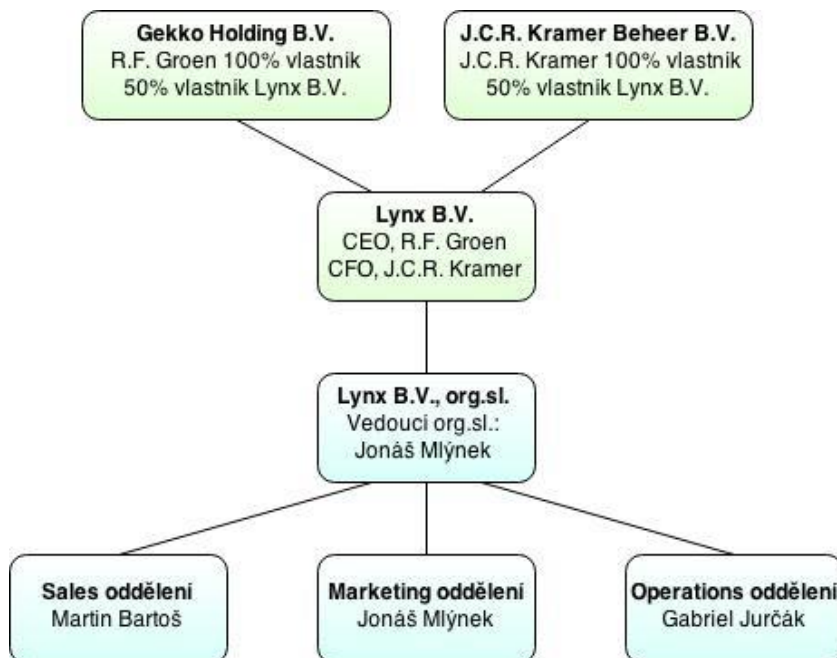 Gekko Holding B.V.
R.F. Groen 100% vlastník
50% vlastník Lynx B.V.
J.C.R. Kramer Beheer B.V.
J.C.R. Kramer 100% vlastník
50% vlastník Lynx B.V.
Lynx B.V.
CEO, R.F. Groen
CFO, J.C.R. Kramer
Lynx B.V., org.sl.
Vedoucí org.sl.:
Jonáš Mlýnek
Sales oddělení
Martin Bartoš
Marketing oddělení
Jonáš Mlýnek
Operations oddělení
Gabriel Jurčák